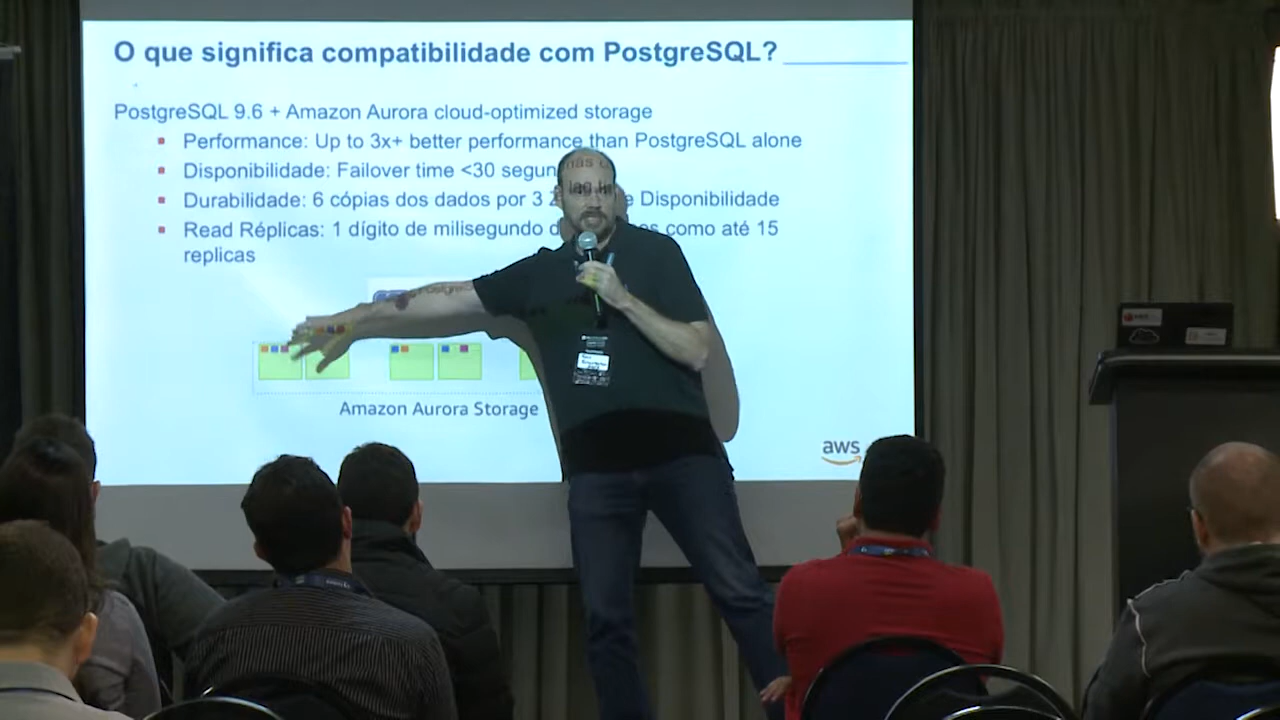 O que significa compatibilidade com PostgreSQL?
PostgreSQL 9.6 + Amazon Aurora cloud-optimized storage
Performance: Up to 3x+ better performance than PostgreSQL alone
Disponibilidade: Failover time <30
Durabilidade: 6 cópias dos dados por 3 Disponibilidade
Read Réplicas: 1 dígito de milisegundo como até 15
replicas
Amazon Aurora Storage
aws